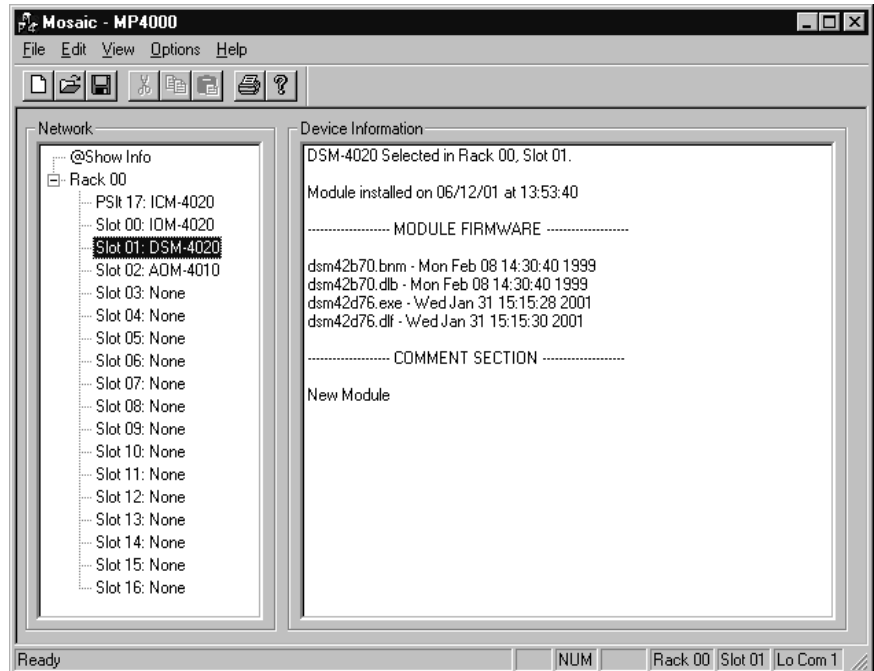 Mosaic - MP4000
File Edit View Options Help
Network
@Show Info
Rack 00
PSlt 17: ICM-4020
Slot 00: IOM-4020
Slot 01: DSM-4020
Slot 02: AOM-4010
Slot 03: None
Slot 04: None
Slot 05: None
Slot 06: None
Slot 07: None
Slot 08: None
Slot 09: None
Slot 10: None
Slot 11: None
Slot 12: None
Slot 13: None
Slot 14: None
Slot 15: None
Slot 16: None
Device Information
DSM-4020 Selected in Rack 00, Slot 01.
Module installed on 06/12/01 at 13:53:40
------------------- MODULE FIRMWARE -------------------
dsm42b70.bnm - Mon Feb 08 14:30:40 1999
dsm42b70.dlb - Mon Feb 08 14:30:40 1999
dsm42d76.exe - Wed Jan 31 15:15:28 2001
dsm42d76.dlf - Wed Jan 31 15:15:30 2001
------------------- COMMENT SECTION -------------------
New Module
Ready NUM Rack 00 Slot 01 Lo Com 1